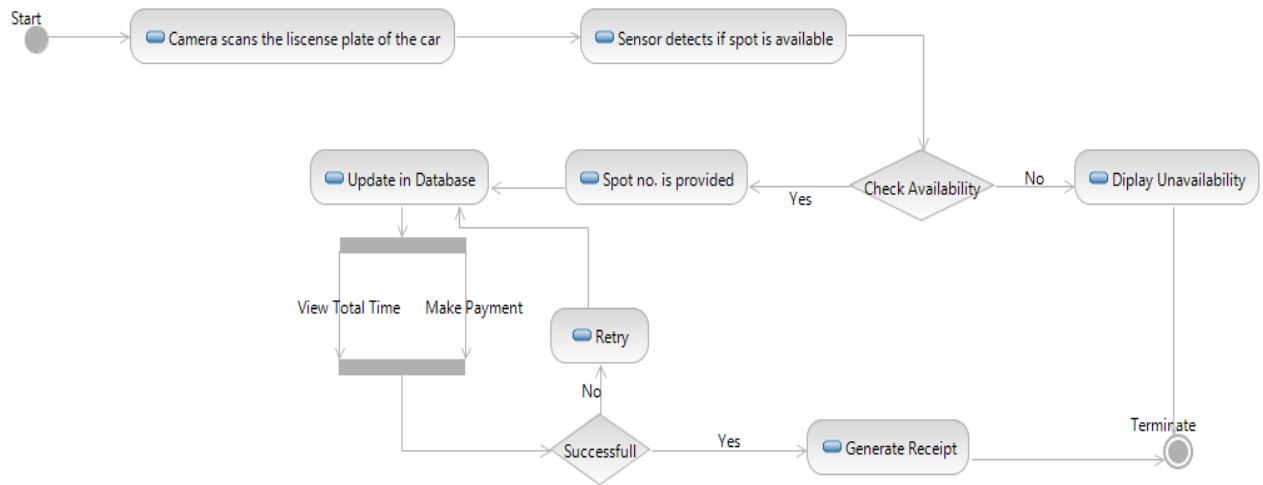 Start
Camera scans the liscense plate of the car
Sensor detects if spot is available
Update in Database
Spot no. is provided
Yes
Check Availability
No
Diplay Unavailability
View Total Time
Make Payment
Retry
No
Successfull
Yes
Generate Receipt
Terminate